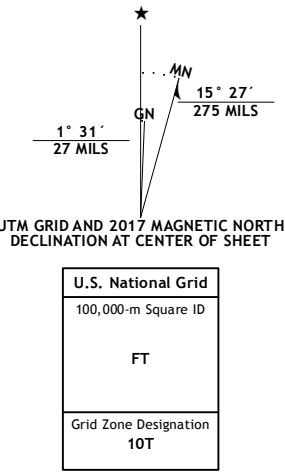 MN
15° 27´
275 MILS
GN
1° 31´
27 MILS
UTM GRID AND 2017 MAGNETIC NORTH
DECLINATION AT CENTER OF SHEET
U.S. National Grid
100,000-m Square ID
FT
Grid Zone Designation
10T